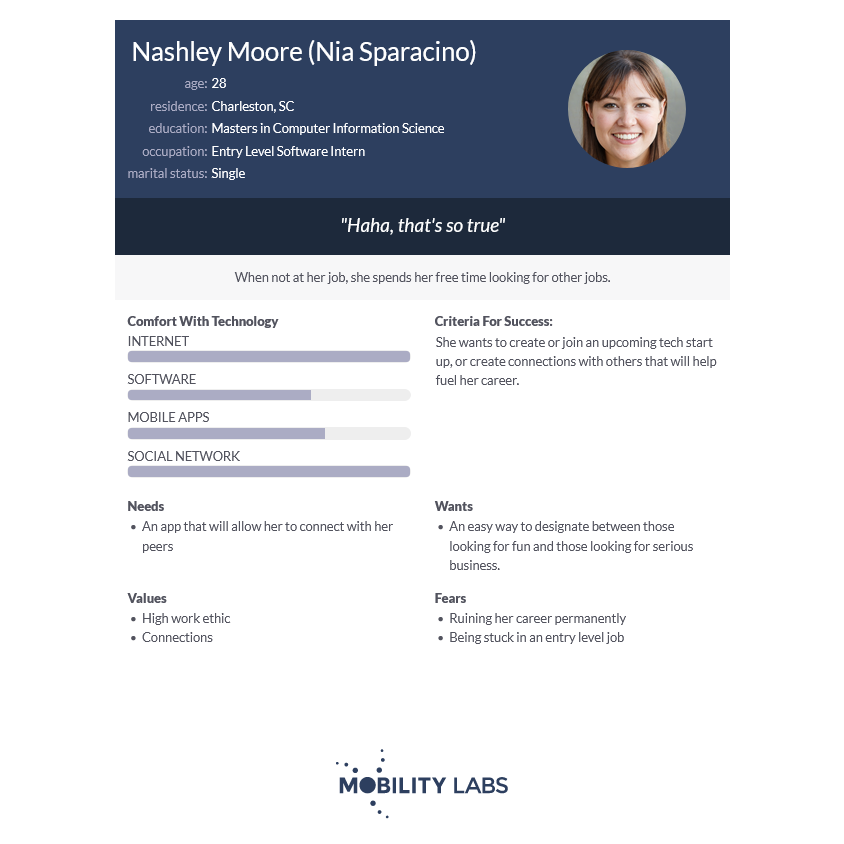 Nashley Moore (Nia Sparacino)
age: 28
residence: Charleston, SC
education: Masters in Computer Information Science
occupation: Entry Level Software Intern
marital status: Single
"Haha, that's so true"
When not at her job, she spends her free time looking for other jobs.
Comfort With Technology
INTERNET
SOFTWARE
MOBILE APPS
SOCIAL NETWORK
Criteria For Success:
She wants to create or join an upcoming tech start
up, or create connections with others that will help
fuel her career.
Needs
• An app that will allow her to connect with her
peers
Wants
• An easy way to designate between those
looking for fun and those looking for serious
business.
Values
• High work ethic
• Connections
Fears
• Ruining her career permanently
• Being stuck in an entry level job
MOBILITY LABS